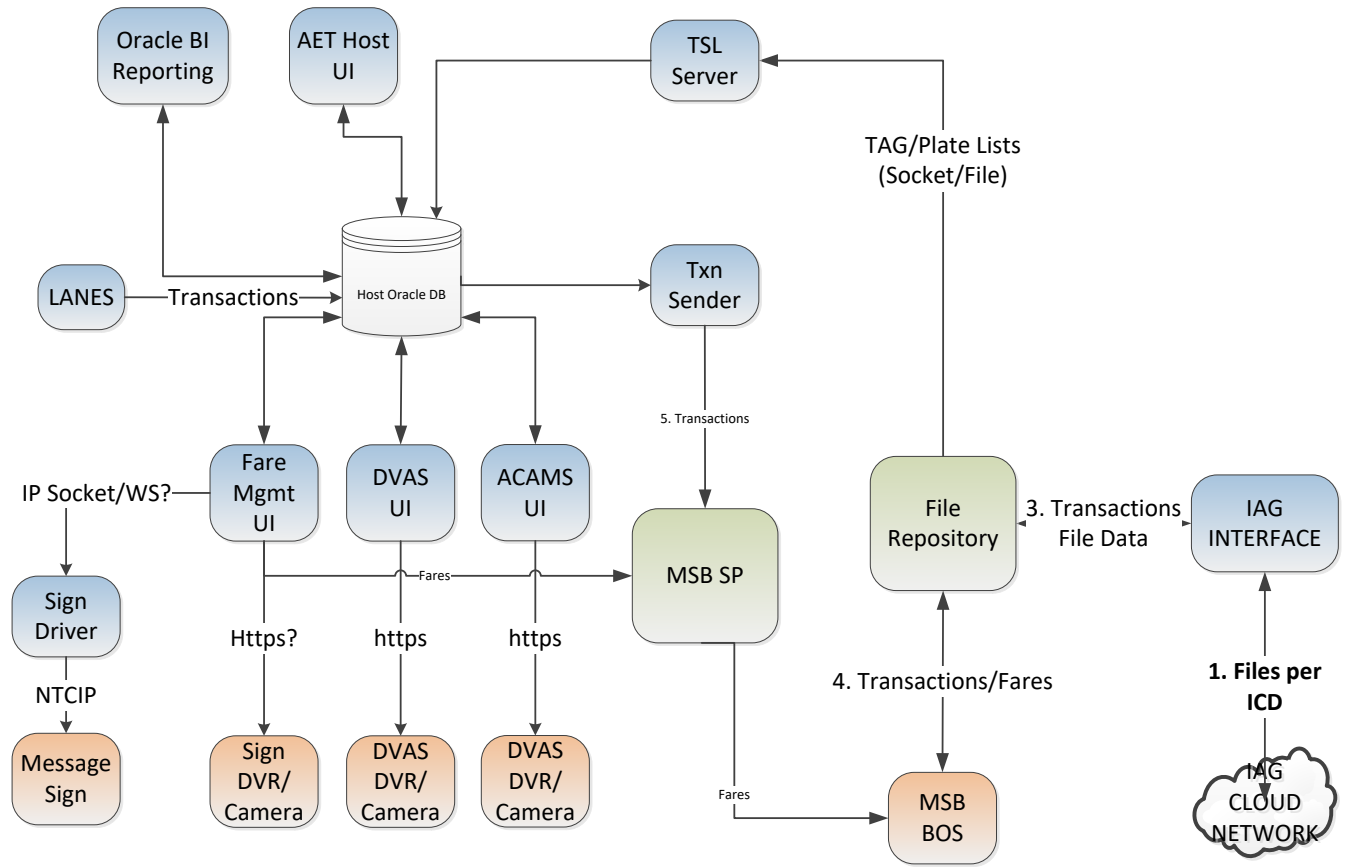 Oracle BI
Reporting
AET Host
UI
TSL
Server
TAG/Plate Lists
(Socket/File)
LANES
Transactions
Host Oracle DB
Txn
Sender
5. Transactions
IP Socket/WS?
Fare
Mgmt
UI
DVAS
UI
ACAMS
UI
File
Repository
3. Transactions
File Data
IAG
INTERFACE
Fares
MSB SP
Sign
Driver
Https?
https
https
NTCIP
4. Transactions/Fares
1. Files per
ICD
Message
Sign
Sign
DVR/
Camera
DVAS
DVR/
Camera
DVAS
DVR/
Camera
Fares
MSB
BOS
IAG
CLOUD
NETWORK